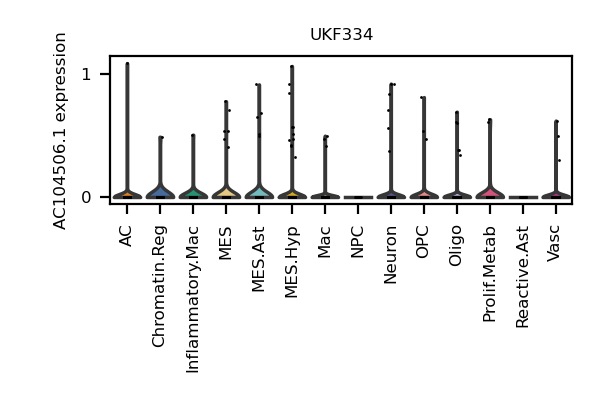 UKF334
AC104506.1 expression
1
0
AC
Chromatin.Reg
Inflammatory.Mac
MES
MES.Ast
MES.Hyp
Mac
NPC
Neuron
OPC
Oligo
Prolif.Metab
Reactive.Ast
Vasc